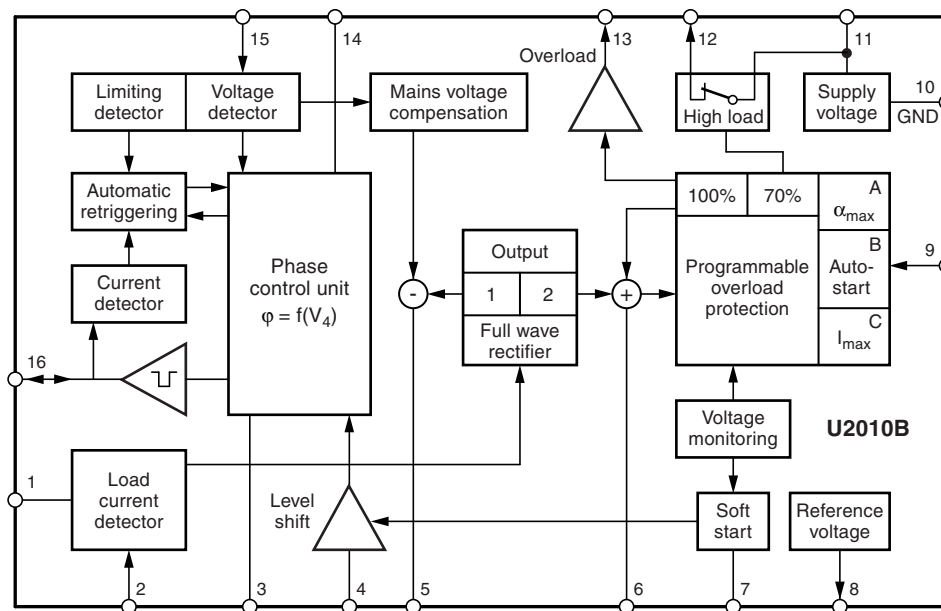 15
14
13
12
11
Overload
Limiting
detector
Voltage
detector
Mains voltage
compensation
High load
Supply
voltage
10
GND
Automatic
retriggering
100%
70%
A
αmax
Phase
control unit
φ = f(V4)
Output
1
2
Full wave
rectifier
-
+
Programmable
overload
protection
B
Auto-
start
9
C
Imax
Current
detector
16
Voltage
monitoring
U2010B
1
Load
current
detector
Level
shift
Soft
start
Reference
voltage
2
3
4
5
6
7
8